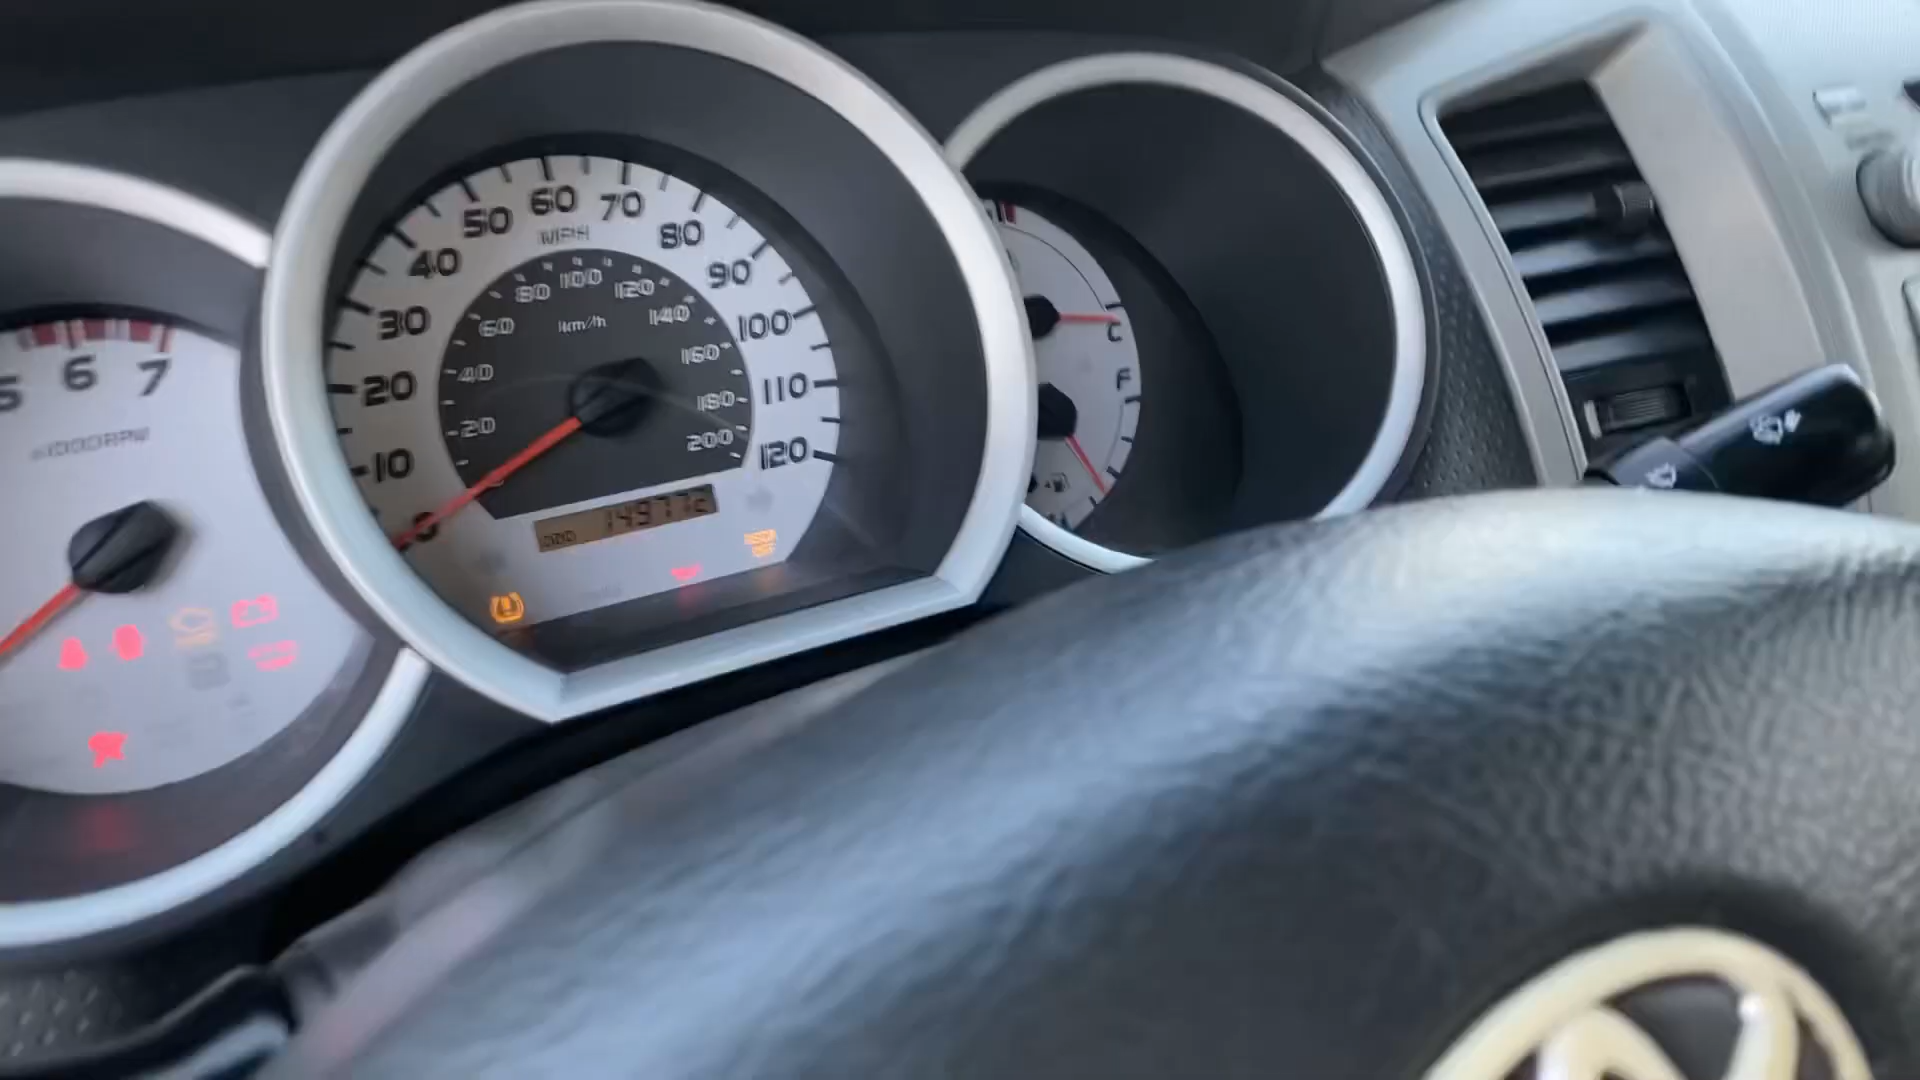 5 6 7
x1000RPM
0 10 20 30 40 50 60 70 80 90 100 110 120
MPH
20 40 60 80 100 120 140 160 180 200
km/h
ODO
C
F